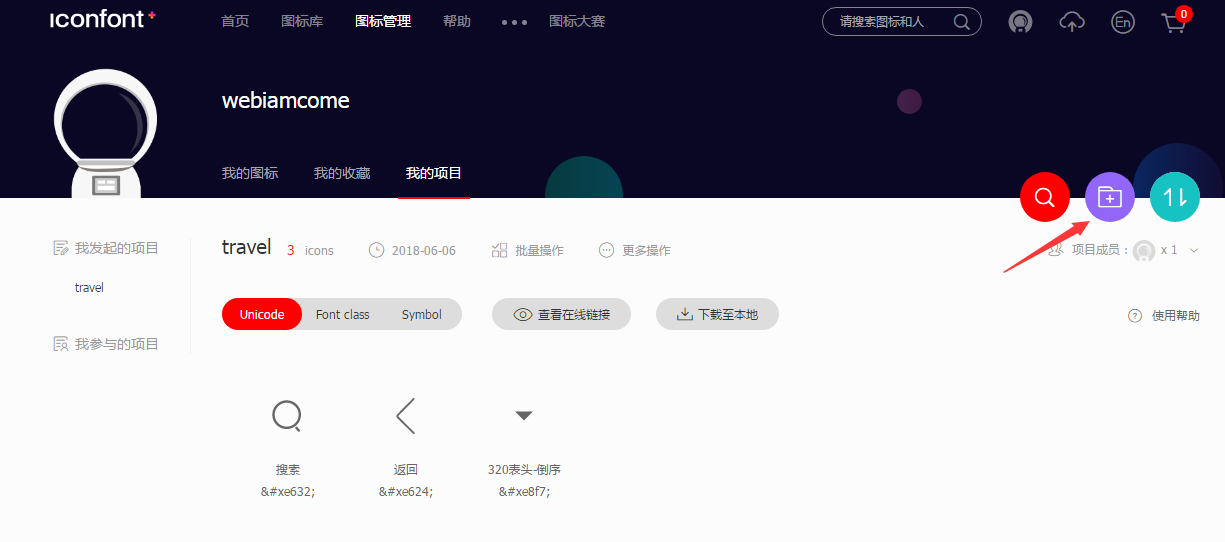 iconfont+ 首页 图标库 图标管理 帮助 ••• 图标大赛 请搜索图标和人 En 0
webiamcome
我的图标 我的收藏 我的项目
我发起的项目
travel
我参与的项目
travel 3 icons 2018-06-06 批量操作 更多操作 项目成员： x 1
Unicode Font class Symbol 查看在线链接 下载至本地 ? 使用帮助
搜索 返回 320表头-倒序
&#xe632; &#xe624; &#xe8f7;